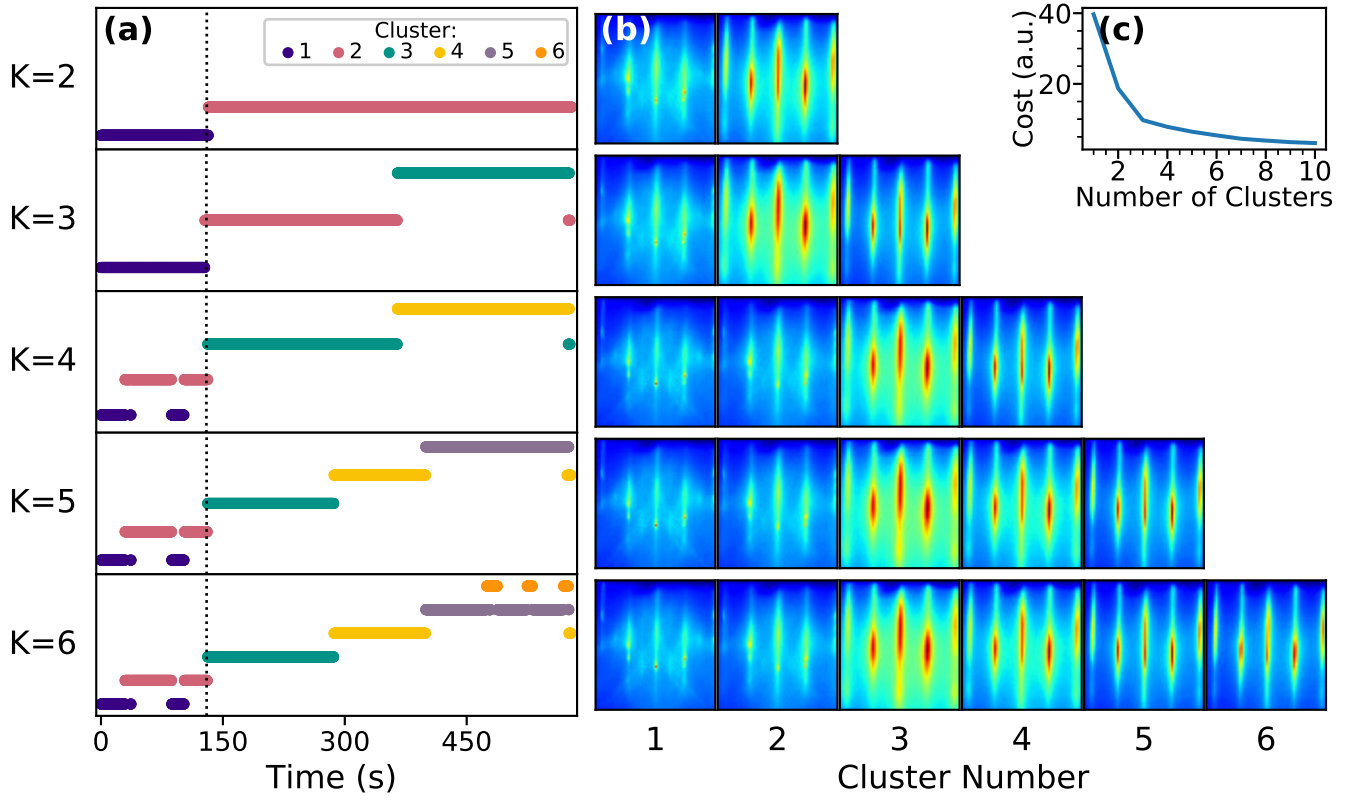 (a)
Cluster:
1 2 3 4 5 6
K=2
K=3
K=4
K=5
K=6
0 150 300 450
Time (s)
(b)
1 2 3 4 5 6
Cluster Number
(c)
Cost (a.u.)
40
20
2 4 6 8 10
Number of Clusters